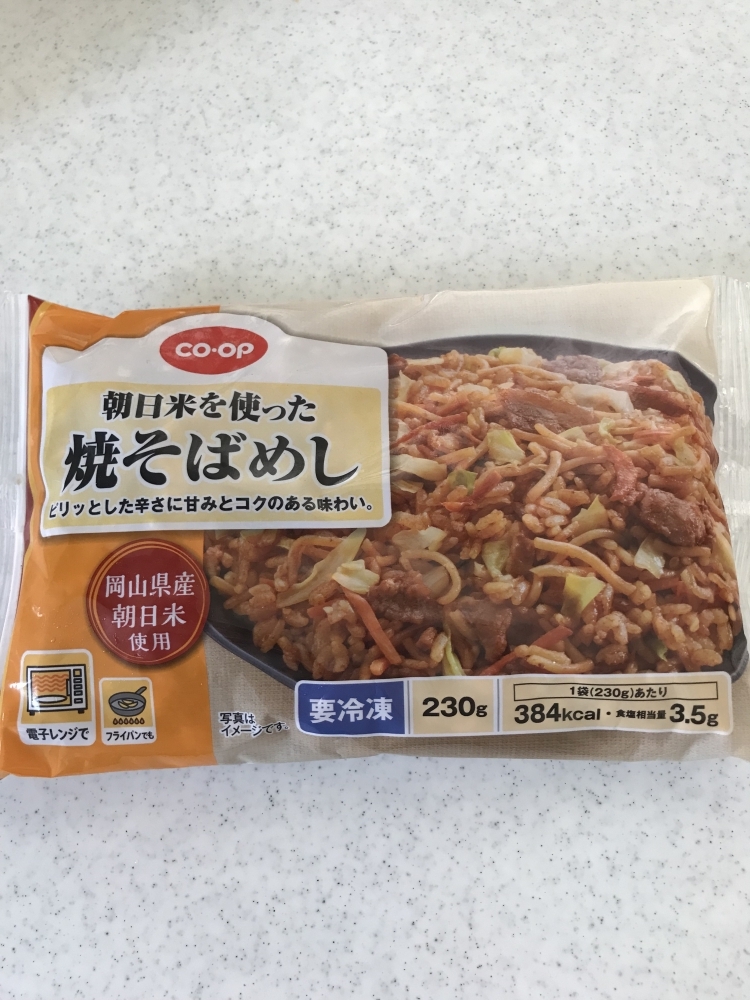 CO・OP
朝日米を使った
焼そばめし
ピリッとした辛さに甘みとコクのある味わい。
岡山県産
朝日米
使用
電子レンジで
フライパンでも
写真は
イメージです。
要冷凍
230g
1袋(230g)あたり
384kcal・食塩相当量3.5g